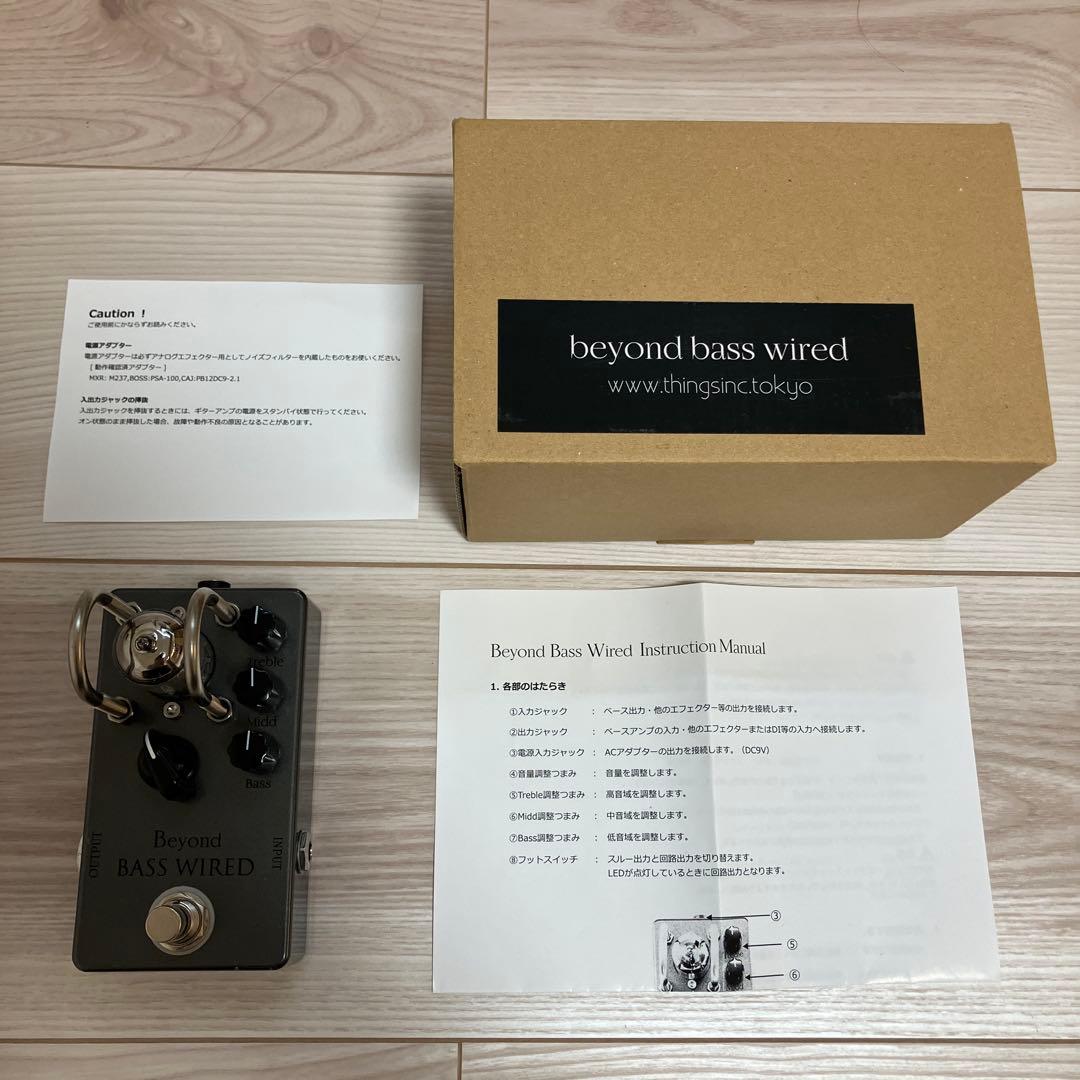 beyond bass wired
www.thingsinc.tokyo
Caution !
ご使用前にかならずお読みください。
電源アダプター
電源アダプターは必ずアナログエフェクター用としてノイズフィルターを内蔵したものをお使いください。
[ 動作確認済アダプター ]
MXR: M237,BOSS:PSA-100,CAJ:PB12DC9-2.1
入出力ジャックの挿抜
入出力ジャックを挿抜するときには、ギターアンプの電源をスタンバイ状態で行ってください。
オン状態のまま挿抜した場合、故障や動作不良の原因となることがあります。
Treble
Midd
Bass
Beyond
BASS WIRED
OUTPUT
INPUT
Beyond Bass Wired Instruction Manual
1. 各部のはたらき
①入力ジャック : ベース出力・他のエフェクター等の出力を接続します。
②出力ジャック : ベースアンプの入力・他のエフェクターまたはDI等の入力へ接続します。
③電源入力ジャック : ACアダプターの出力を接続します。(DC9V)
④音量調整つまみ : 音量を調整します。
⑤Treble調整つまみ : 高音域を調整します。
⑥Midd調整つまみ : 中音域を調整します。
⑦Bass調整つまみ : 低音域を調整します。
⑧フットスイッチ : スルー出力と回路出力を切り替えます。
LEDが点灯しているときに回路出力となります。
③
⑤
⑥